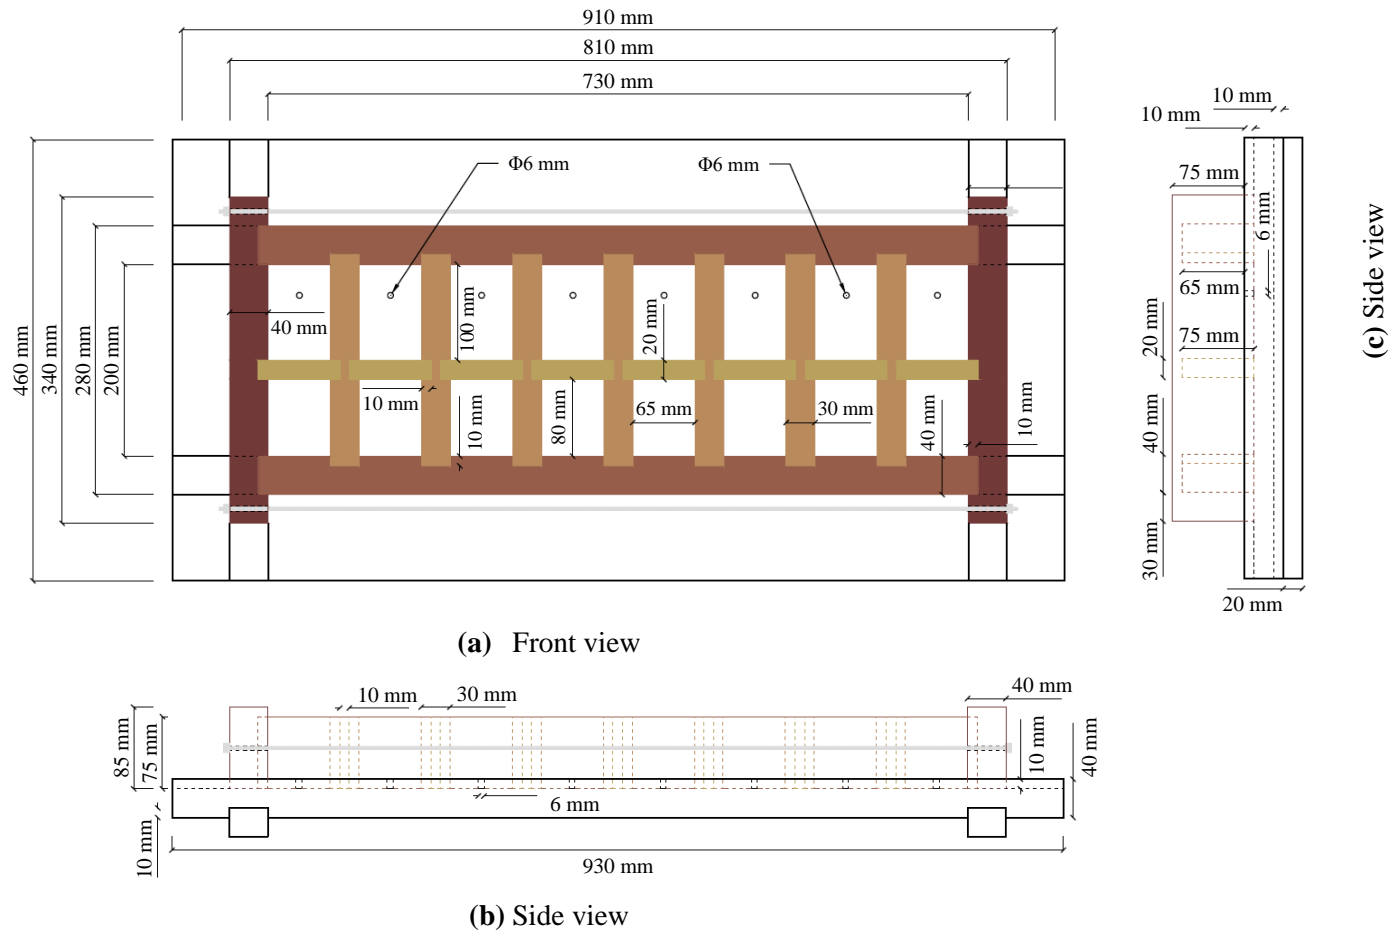 910 mm
810 mm
730 mm
Φ6 mm
Φ6 mm
460 mm
340 mm
280 mm
200 mm
40 mm
100 mm
20 mm
10 mm
10 mm
80 mm
65 mm
30 mm
40 mm
10 mm
(a) Front view
10 mm
10 mm
75 mm
6 mm
65 mm
75 mm
20 mm
40 mm
30 mm
20 mm
(c) Side view
10 mm
30 mm
40 mm
85 mm
75 mm
10 mm
40 mm
6 mm
10 mm
930 mm
(b) Side view